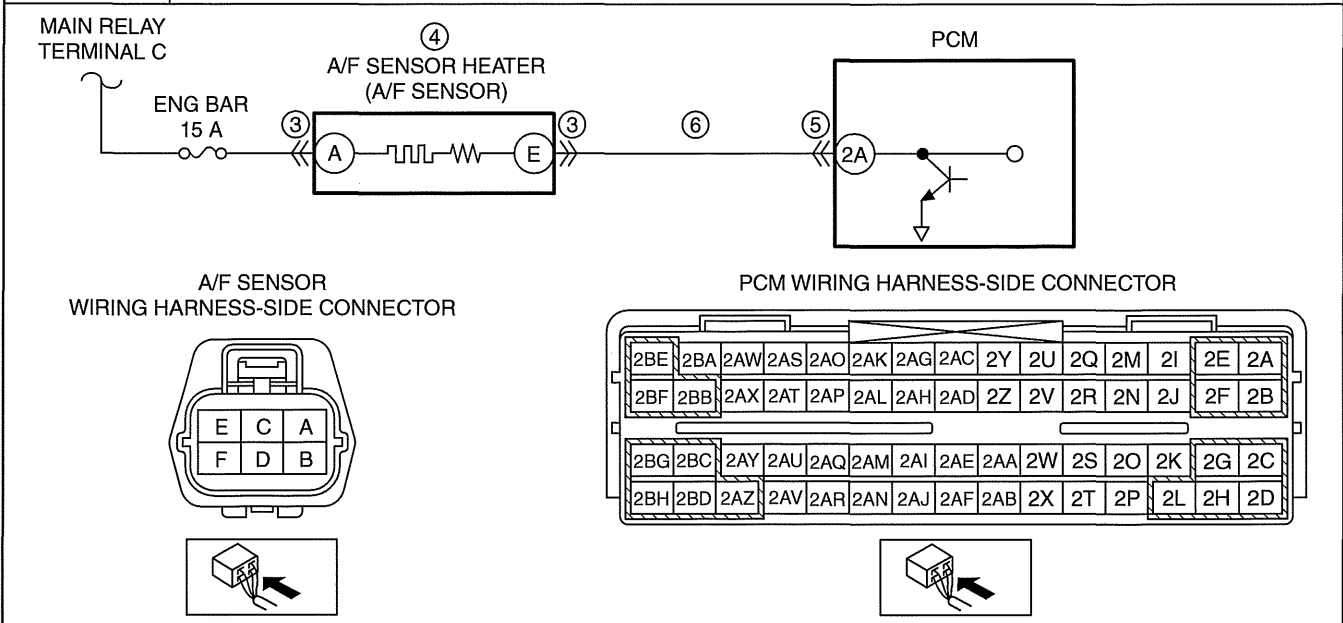 MAIN RELAY
TERMINAL C
4
A/F SENSOR HEATER
(A/F SENSOR)
PCM
ENG BAR
15 A
3
A
E
3
6
5
2A
A/F SENSOR
WIRING HARNESS-SIDE CONNECTOR
PCM WIRING HARNESS-SIDE CONNECTOR
E C A
F D B
2BE 2BA 2AW 2AS 2AO 2AK 2AG 2AC 2Y 2U 2Q 2M 2I 2E 2A
2BF 2BB 2AX 2AT 2AP 2AL 2AH 2AD 2Z 2V 2R 2N 2J 2F 2B
2BG 2BC 2AY 2AU 2AQ 2AM 2AI 2AE 2AA 2W 2S 2O 2K 2G 2C
2BH 2BD 2AZ 2AV 2AR 2AN 2AJ 2AF 2AB 2X 2T 2P 2L 2H 2D